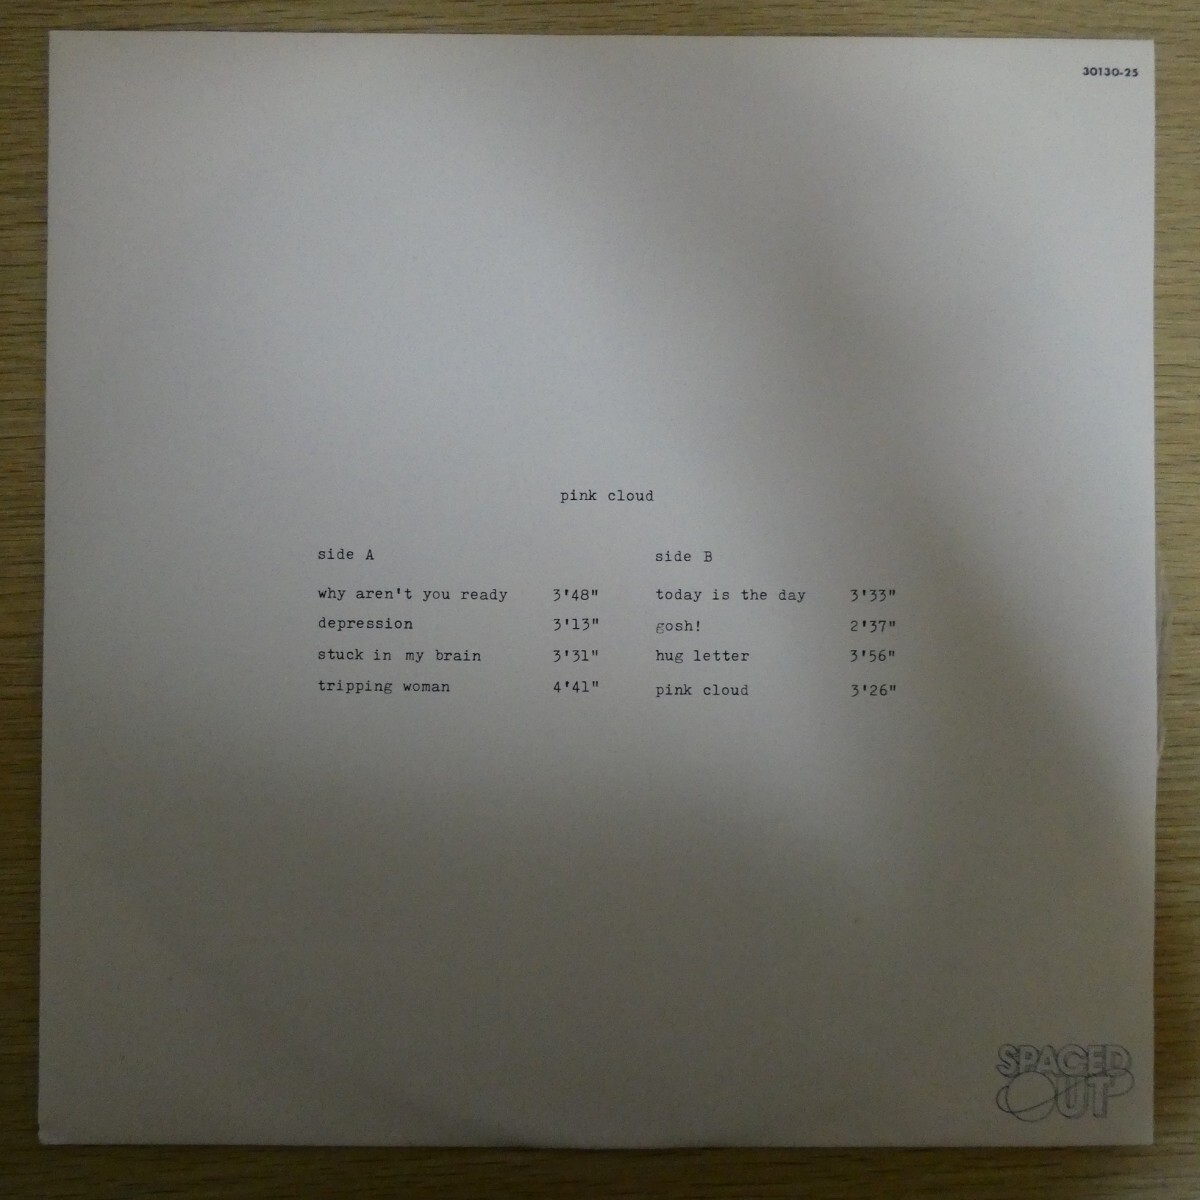 30130-25
pink cloud
side A
why aren't you ready 3'48"
depression 3'13"
stuck in my brain 3'31"
tripping woman 4'41"
side B
today is the day 3'33"
gosh! 2'37"
hug letter 3'56"
pink cloud 3'26"
SPACED
OUT